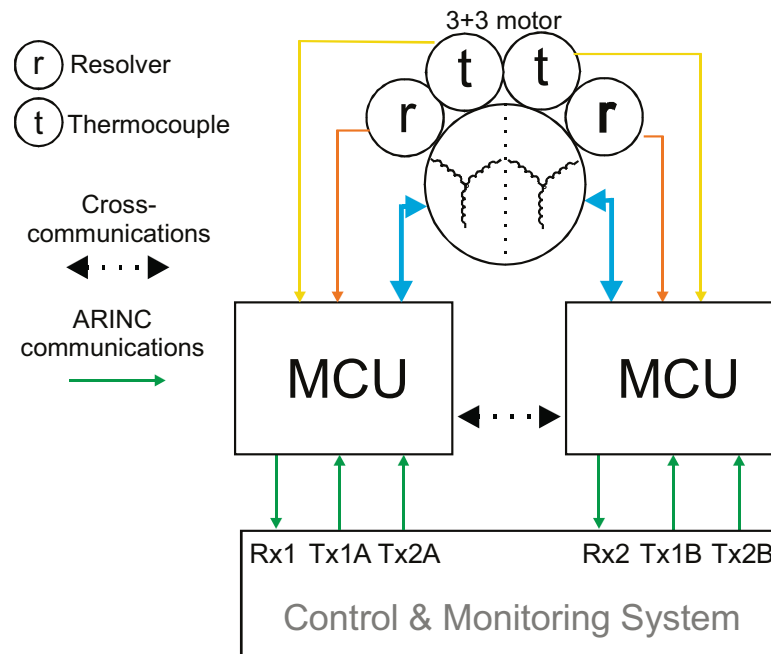 3+3 motor
r Resolver
t Thermocouple
t t
r r
Cross-
communications
ARINC
communications
MCU MCU
Rx1 Tx1A Tx2A Rx2 Tx1B Tx2B
Control & Monitoring System